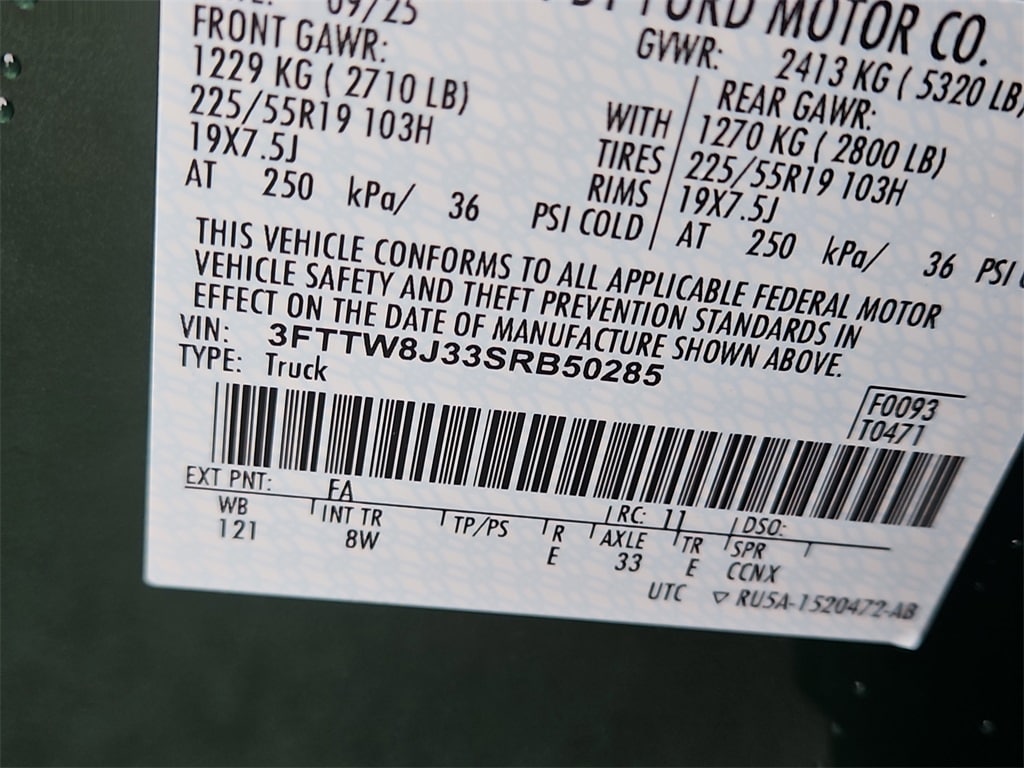 09/25
FORD MOTOR CO.
FRONT GAWR:
GVWR: 2413 KG ( 5320 LB)
1229 KG ( 2710 LB)
REAR GAWR:
225/55R19 103H
WITH
1270 KG ( 2800 LB)
19X7.5J
TIRES
225/55R19 103H
RIMS
19X7.5J
AT 250 kPa/ 36 PSI COLD
AT 250 kPa/ 36 PSI
THIS VEHICLE CONFORMS TO ALL APPLICABLE FEDERAL MOTOR
VEHICLE SAFETY AND THEFT PREVENTION STANDARDS IN
EFFECT ON THE DATE OF MANUFACTURE SHOWN ABOVE.
VIN: 3FTTW8J33SRB50285
TYPE: Truck
F0093
T0471
EXT PNT: FA
RC: 11 DSO:
WB INT TR TP/PS R AXLE TR SPR
121 8W E 33 E CCNX
UTC ▽ RU5A-1520472-AB